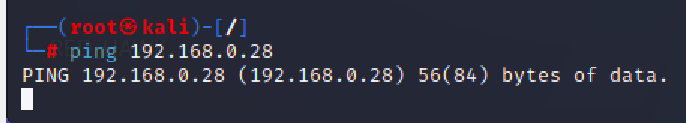 ┌──(root㉿kali)-[/]
└─# ping 192.168.0.28
PING 192.168.0.28 (192.168.0.28) 56(84) bytes of data.